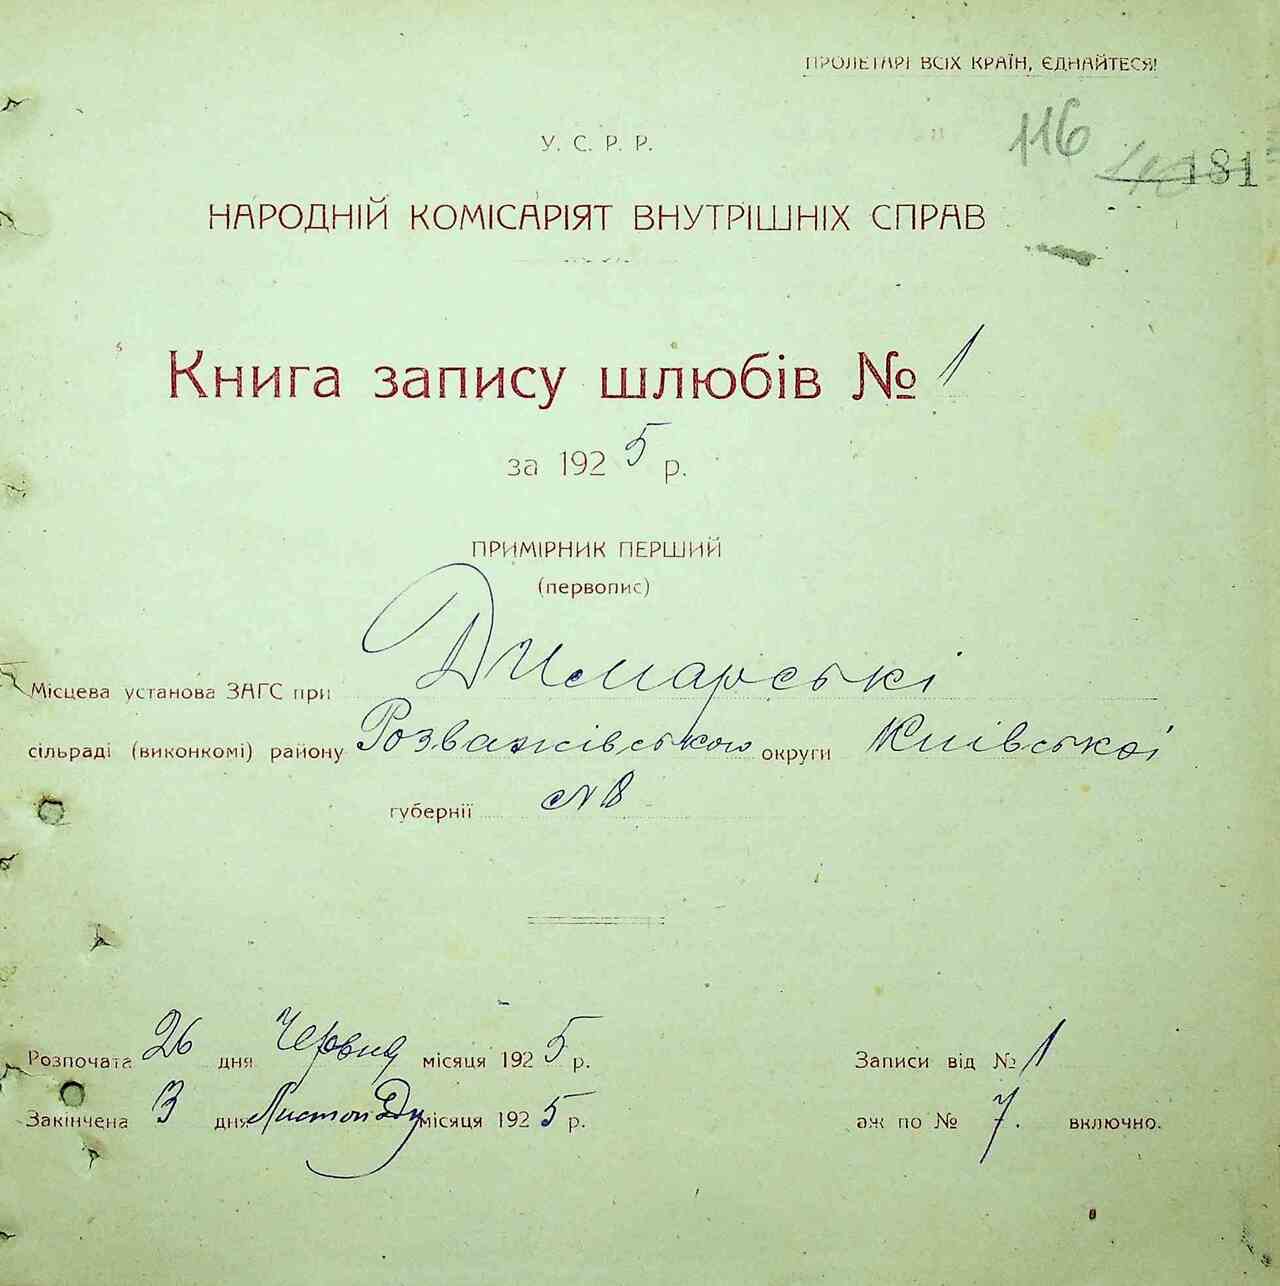 ПРОЛЕТАРІ ВСІХ КРАЇН, ЄДНАЙТЕСЯ!
116
181
У. С. Р. Р.
НАРОДНІЙ КОМІСАРІЯТ ВНУТРІШНІХ СПРАВ
Книга запису шлюбів № 1
за 1925 р.
ПРИМІРНИК ПЕРШИЙ
(первопис)
Місцева установа ЗАГС при Димарські
сільраді (виконкомі) району Розважівського округи Київської
губернії
Розпочата 26 дня Червня місяця 1925 р. Записи від № 1
Закінчена 3 дня Листопаду місяця 1925 р. аж по № 7. включно.